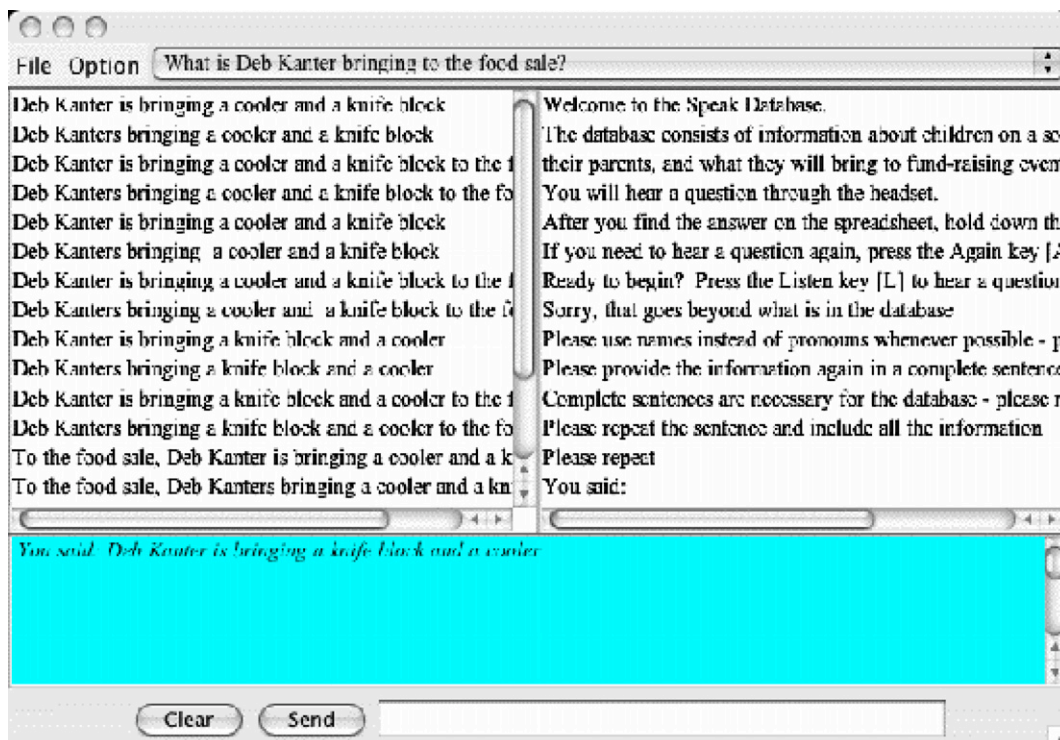 File Option What is Deb Kanter bringing to the food sale?
Deb Kanter is bringing a cooler and a knife block
Deb Kanters bringing a cooler and a knife block
Deb Kanter is bringing a cooler and a knife block to the f
Deb Kanters bringing a cooler and a knife block to the fo
Deb Kanter is bringing a cooler and a knife block
Deb Kanters bringing a cooler and a knife block
Deb Kanter is bringing a cooler and a knife block to the f
Deb Kanters bringing a cooler and a knife block to the fo
Deb Kanter is bringing a knife block and a cooler
Deb Kanters bringing a knife block and a cooler
Deb Kanter is bringing a knife block and a cooler to the f
Deb Kanters bringing a knife block and a cooler to the fo
To the food sale, Deb Kanter is bringing a cooler and a k
To the food sale, Deb Kanters bringing a cooler and a kn
Welcome to the Speak Database.
The database consists of information about children on a so
their parents, and what they will bring to fund-raising even
You will hear a question through the headset.
After you find the answer on the spreadsheet, hold down th
If you need to hear a question again, press the Again key [A
Ready to begin? Press the Listen key [L] to hear a question
Sorry, that goes beyond what is in the database
Please use names instead of pronouns whenever possible - p
Please provide the information again in a complete sentence
Complete sentences are necessary for the database - please r
Please repeat the sentence and include all the information
Please repeat
You said:
You said: Deb Kanter is bringing a knife block and a cooler
Clear Send